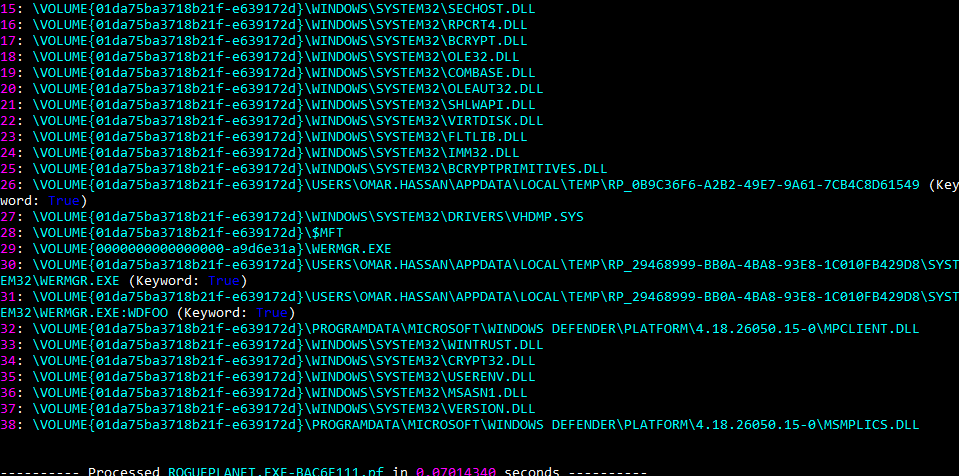 15: \VOLUME{01da75ba3718b21f-e639172d}\WINDOWS\SYSTEM32\SECHOST.DLL
16: \VOLUME{01da75ba3718b21f-e639172d}\WINDOWS\SYSTEM32\RPCRT4.DLL
17: \VOLUME{01da75ba3718b21f-e639172d}\WINDOWS\SYSTEM32\BCRYPT.DLL
18: \VOLUME{01da75ba3718b21f-e639172d}\WINDOWS\SYSTEM32\OLE32.DLL
19: \VOLUME{01da75ba3718b21f-e639172d}\WINDOWS\SYSTEM32\COMBASE.DLL
20: \VOLUME{01da75ba3718b21f-e639172d}\WINDOWS\SYSTEM32\OLEAUT32.DLL
21: \VOLUME{01da75ba3718b21f-e639172d}\WINDOWS\SYSTEM32\SHLWAPI.DLL
22: \VOLUME{01da75ba3718b21f-e639172d}\WINDOWS\SYSTEM32\VIRTDISK.DLL
23: \VOLUME{01da75ba3718b21f-e639172d}\WINDOWS\SYSTEM32\FLTLIB.DLL
24: \VOLUME{01da75ba3718b21f-e639172d}\WINDOWS\SYSTEM32\IMM32.DLL
25: \VOLUME{01da75ba3718b21f-e639172d}\WINDOWS\SYSTEM32\BCRYPTPRIMITIVES.DLL
26: \VOLUME{01da75ba3718b21f-e639172d}\USERS\OMAR.HASSAN\APPDATA\LOCAL\TEMP\RP_0B9C36F6-A2B2-49E7-9A61-7CB4C8D61549 (Key
word: True)
27: \VOLUME{01da75ba3718b21f-e639172d}\WINDOWS\SYSTEM32\DRIVERS\VHDMP.SYS
28: \VOLUME{01da75ba3718b21f-e639172d}\$MFT
29: \VOLUME{0000000000000000-a9d6e31a}\WERMGR.EXE
30: \VOLUME{01da75ba3718b21f-e639172d}\USERS\OMAR.HASSAN\APPDATA\LOCAL\TEMP\RP_29468999-BB0A-4BA8-93E8-1C010FB429D8\SYST
EM32\WERMGR.EXE (Keyword: True)
31: \VOLUME{01da75ba3718b21f-e639172d}\USERS\OMAR.HASSAN\APPDATA\LOCAL\TEMP\RP_29468999-BB0A-4BA8-93E8-1C010FB429D8\SYST
EM32\WERMGR.EXE:WDFOO (Keyword: True)
32: \VOLUME{01da75ba3718b21f-e639172d}\PROGRAMDATA\MICROSOFT\WINDOWS DEFENDER\PLATFORM\4.18.26050.15-0\MPCLIENT.DLL
33: \VOLUME{01da75ba3718b21f-e639172d}\WINDOWS\SYSTEM32\WINTRUST.DLL
34: \VOLUME{01da75ba3718b21f-e639172d}\WINDOWS\SYSTEM32\CRYPT32.DLL
35: \VOLUME{01da75ba3718b21f-e639172d}\WINDOWS\SYSTEM32\USERENV.DLL
36: \VOLUME{01da75ba3718b21f-e639172d}\WINDOWS\SYSTEM32\MSASN1.DLL
37: \VOLUME{01da75ba3718b21f-e639172d}\WINDOWS\SYSTEM32\VERSION.DLL
38: \VOLUME{01da75ba3718b21f-e639172d}\PROGRAMDATA\MICROSOFT\WINDOWS DEFENDER\PLATFORM\4.18.26050.15-0\MSMPLICS.DLL
---------- Processed ROGUEPLANET.EXE-BAC6F111.pf in 0.07014340 seconds ----------